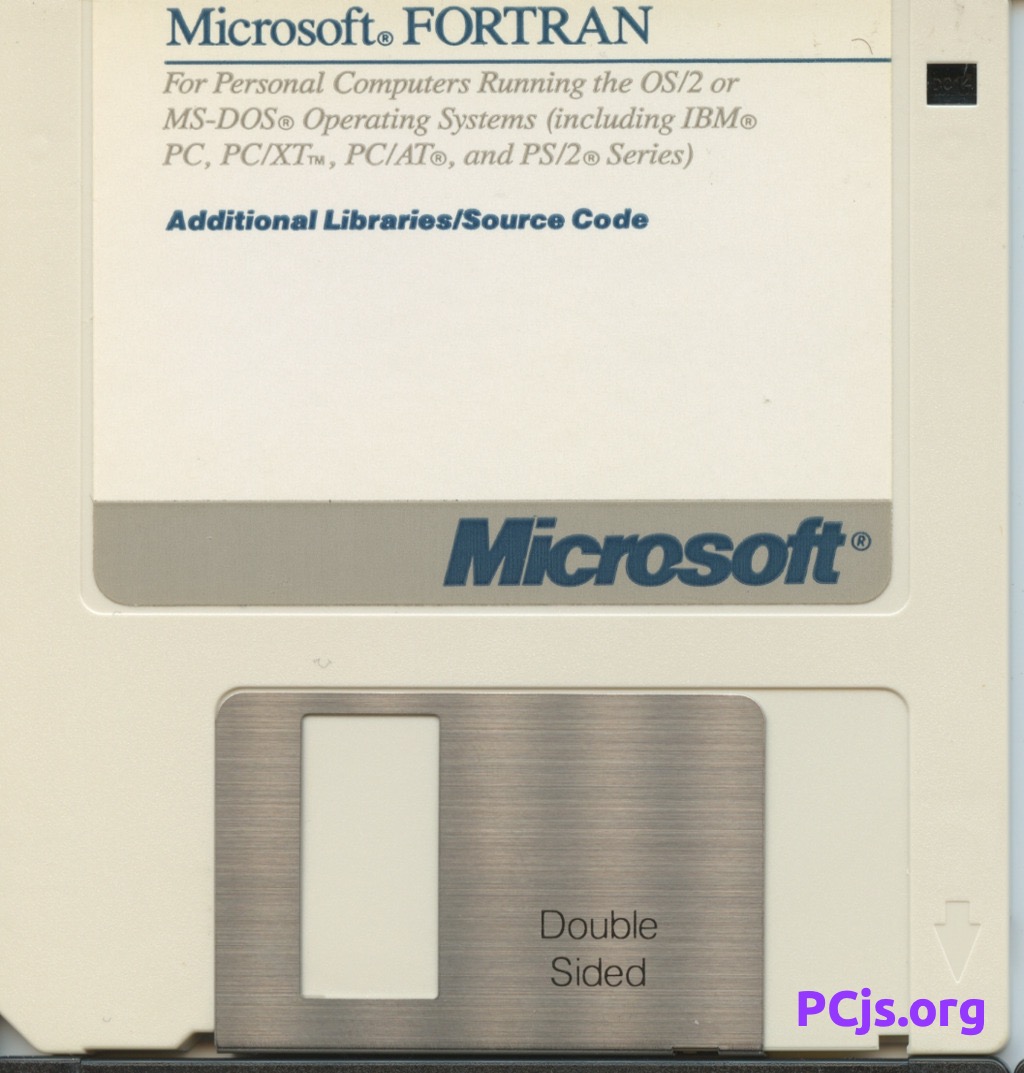 Microsoft® FORTRAN
For Personal Computers Running the OS/2 or
MS-DOS® Operating Systems (including IBM®
PC, PC/XT™, PC/AT®, and PS/2® Series)
Additional Libraries/Source Code
Microsoft®
Double
Sided
PCjs.org